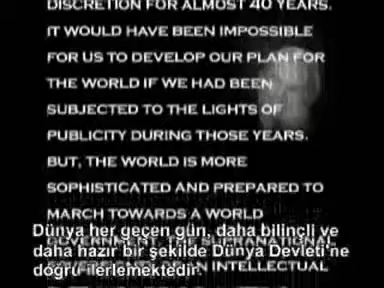 DISCRETION FOR ALMOST 40 YEARS.
IT WOULD HAVE BEEN IMPOSSIBLE
FOR US TO DEVELOP OUR PLAN FOR
THE WORLD IF WE HAD BEEN
SUBJECTED TO THE LIGHTS OF
PUBLICITY DURING THOSE YEARS.
BUT, THE WORLD IS MORE
SOPHISTICATED AND PREPARED TO
MARCH TOWARDS A WORLD
Dünya her geçen gün, daha bilinçli ve
GOVERNMENT. THE SUPRANATIONAL
daha hazır bir şekilde Dünya Devleti'ne
doğru ilerlemektedir.
INTELLECTUAL